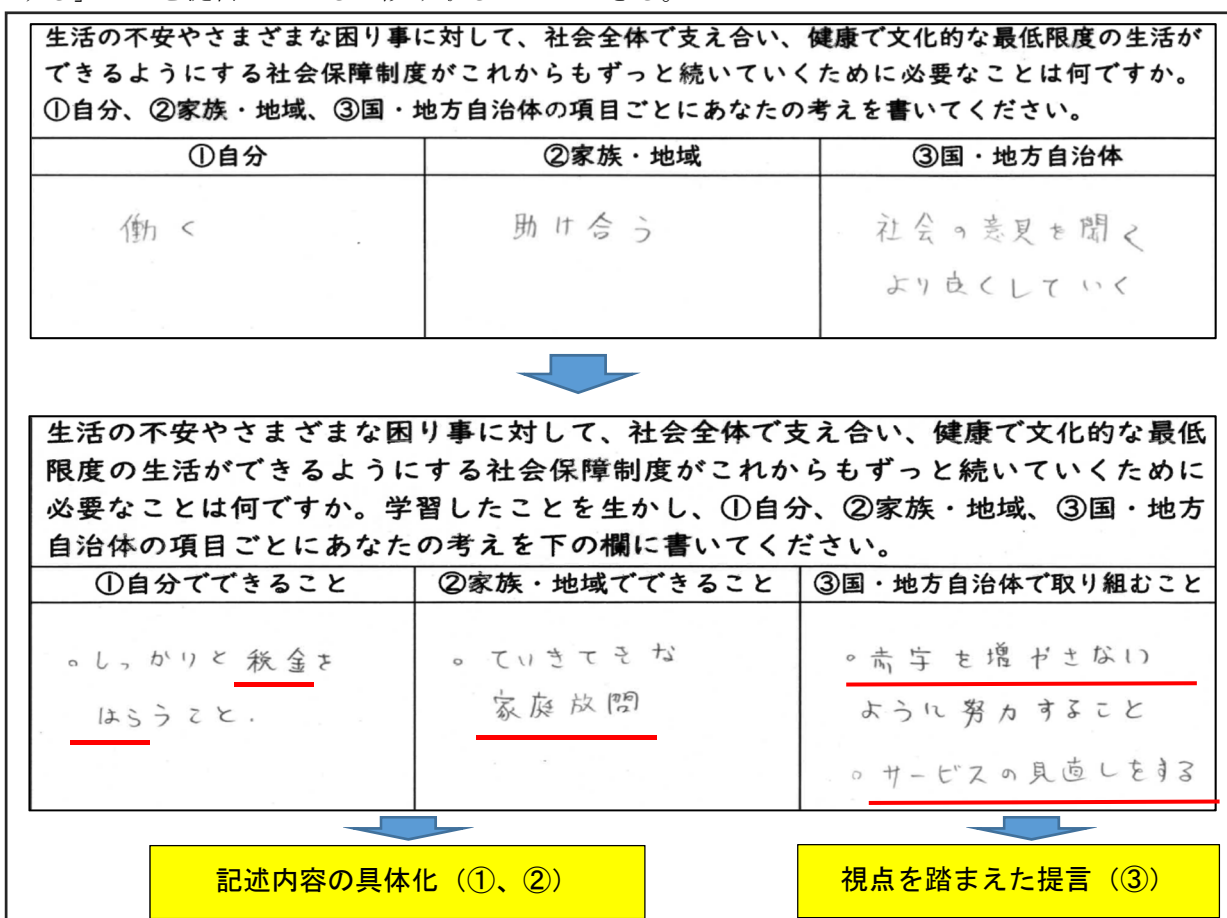 生活の不安やさまざまな困り事に対して、社会全体で支え合い、健康で文化的な最低限度の生活が
できるようにする社会保障制度がこれからもずっと続いていくために必要なことは何ですか。
①自分、②家族・地域、③国・地方自治体の項目ごとにあなたの考えを書いてください。
①自分
②家族・地域
③国・地方自治体
働く
助け合う
社会の意見を聞く
より良くしていく
生活の不安やさまざまな困り事に対して、社会全体で支え合い、健康で文化的な最低
限度の生活ができるようにする社会保障制度がこれからもずっと続いていくために
必要なことは何ですか。学習したことを生かし、①自分、②家族・地域、③国・地方
自治体の項目ごとにあなたの考えを下の欄に書いてください。
①自分でできること
②家族・地域でできること
③国・地方自治体で取り組むこと
。しっかりと税金を
はらうこと.
。ていきてきな
家庭放問
。赤字を増やさない
ように努力すること
。サービスの見直しをする
記述内容の具体化（①、②）
視点を踏まえた提言（③）